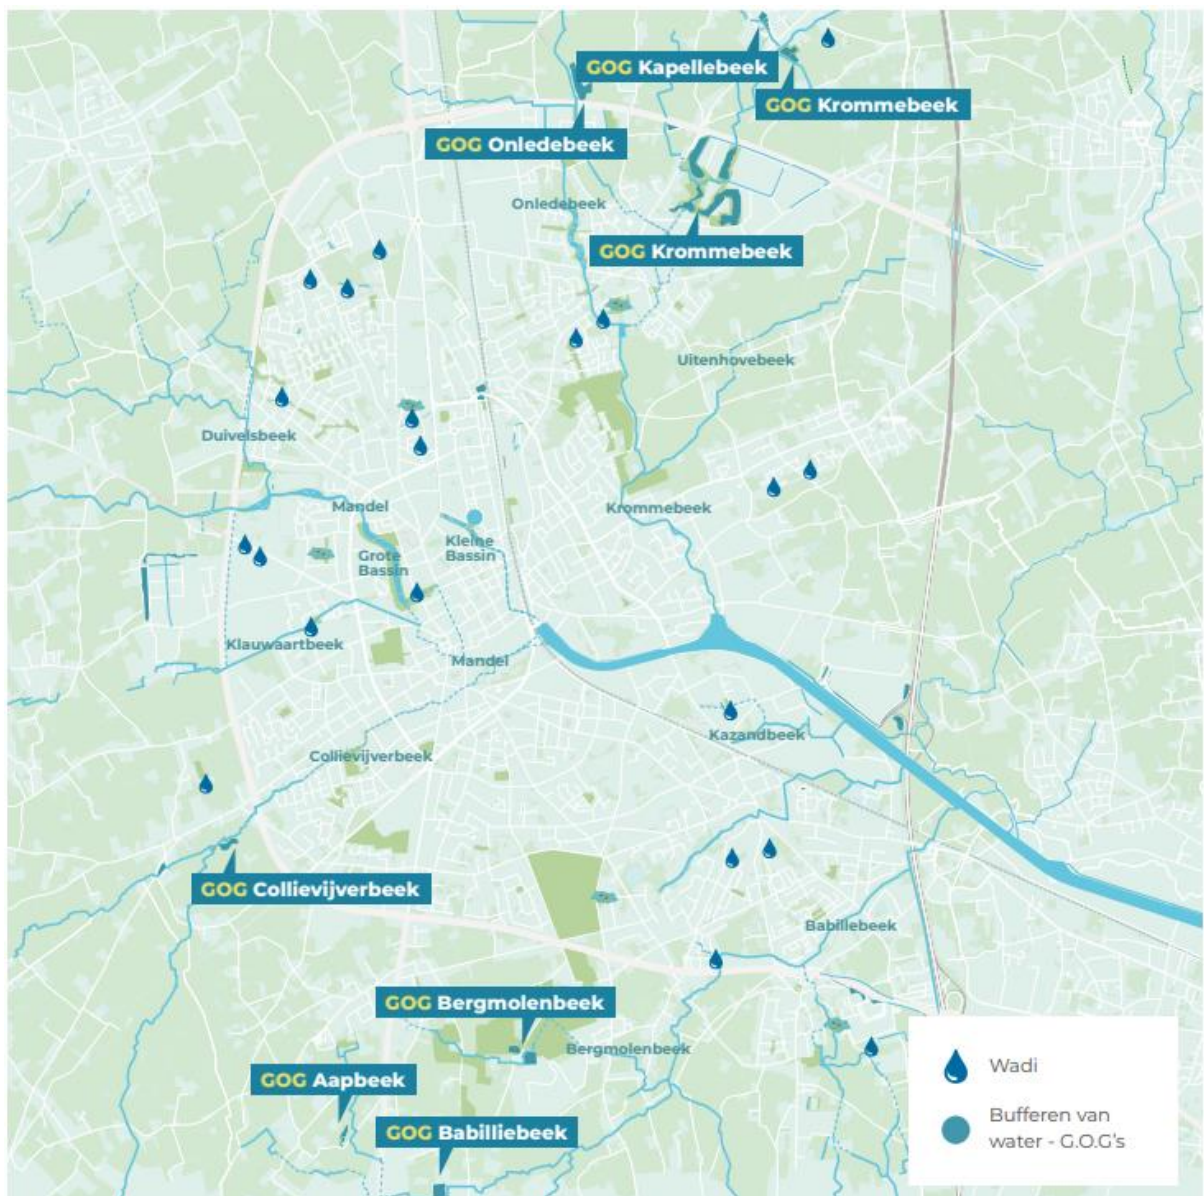 GOG Kapellebeek
GOG Krommebeek
GOG Onledebeek
Onledebeek
GOG Krommebeek
Uitenhovebeek
Duivelsbeek
Mandel
Krommebeek
Kleine
Bassin
Grote
Bassin
Klauwaartbeek
Mandel
Kazandbeek
Collievijverbeek
GOG Collievijverbeek
Babillebeek
GOG Bergmolenbeek
Bergmolenbeek
GOG Aapbeek
GOG Babilliebeek
Wadi
Bufferen van
water - G.O.G's